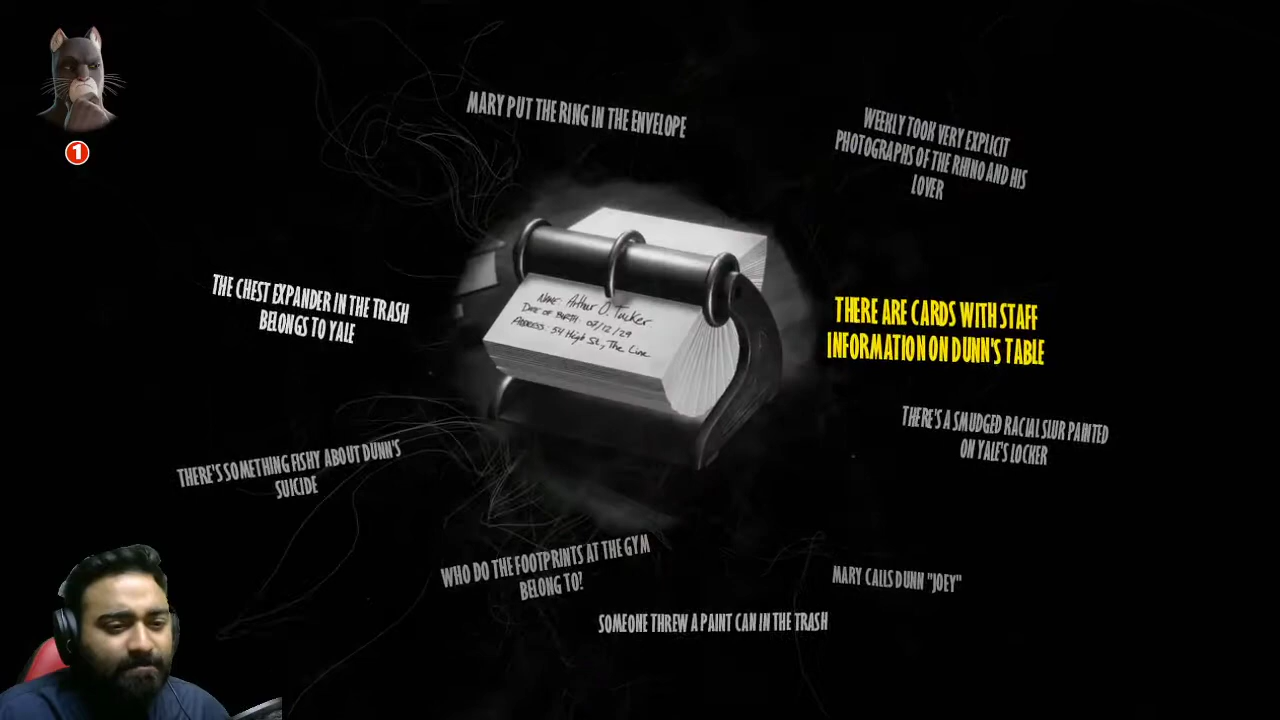 MARY PUT THE RING IN THE ENVELOPE
WEEKLY TOOK VERY EXPLICIT
PHOTOGRAPHS OF THE RHINO AND HIS
LOVER
1
THE CHEST EXPANDER IN THE TRASH
BELONGS TO YALE
NAME: Arthur O. Tucker
DATE OF BIRTH: 07/12/29
ADDRESS: 54 High St., The Line
THERE ARE CARDS WITH STAFF
INFORMATION ON DUNN'S TABLE
THERE'S A SMUDGED RACIAL SLUR PAINTED
ON YALE'S LOCKER
THERE'S SOMETHING FISHY ABOUT DUNN'S
SUICIDE
WHO DO THE FOOTPRINTS AT THE GYM
BELONG TO?
MARY CALLS DUNN "JOEY"
SOMEONE THREW A PAINT CAN IN THE TRASH